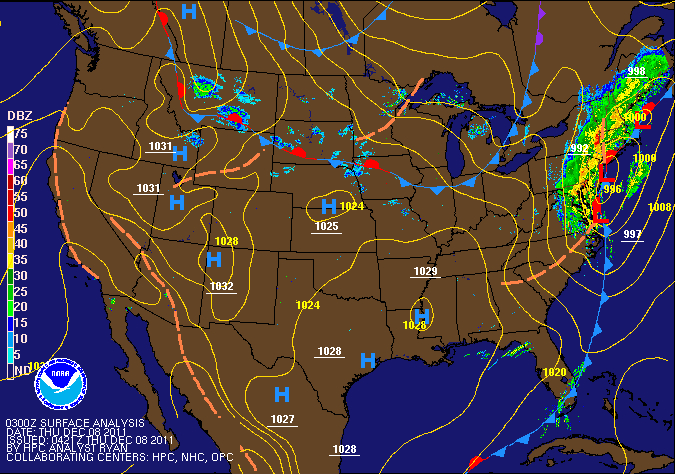 H
998
DBZ
75
70
65
60
55
50
45
40
35
30
25
20
15
10
5
ND
1000
L
1031
H
992
1008
L
1031
H
996
H
1024
1008
L
1025
997
1028
H
1029
1032
1024
H
1028
1028
H
1020
NOAA
H
1027
1028
0300Z SURFACE ANALYSIS
DATE: THU DEC 08 2011
ISSUED: 0421Z THU DEC 08 2011
BY HPC ANALYST RYAN
COLLABORATING CENTERS: HPC, NHC, OPC